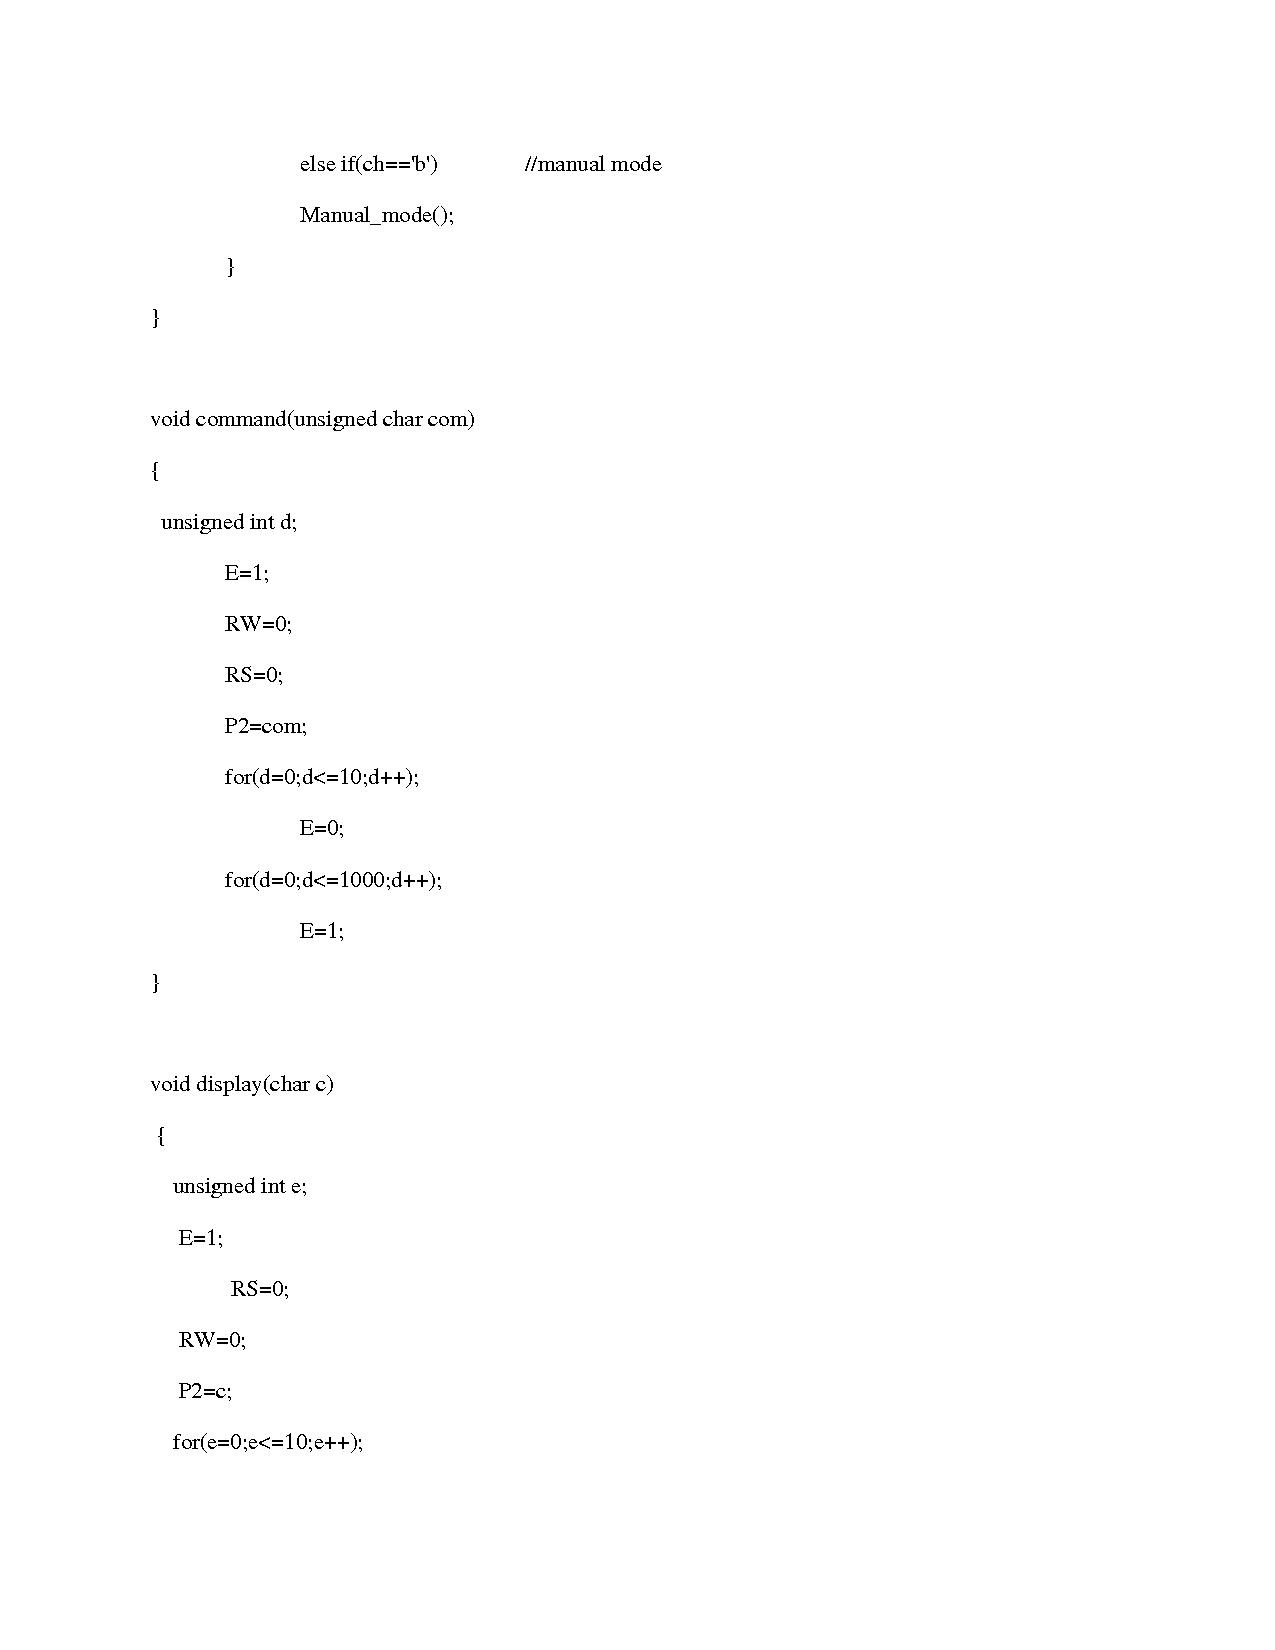 else if(ch=='b') //manual mode
Manual_mode();
}
}
void command(unsigned char com)
{
unsigned int d;
E=1;
RW=0;
RS=0;
P2=com;
for(d=0;d<=10;d++);
E=0;
for(d=0;d<=1000;d++);
E=1;
}
void display(char c)
{
unsigned int e;
E=1;
RS=0;
RW=0;
P2=c;
for(e=0;e<=10;e++);